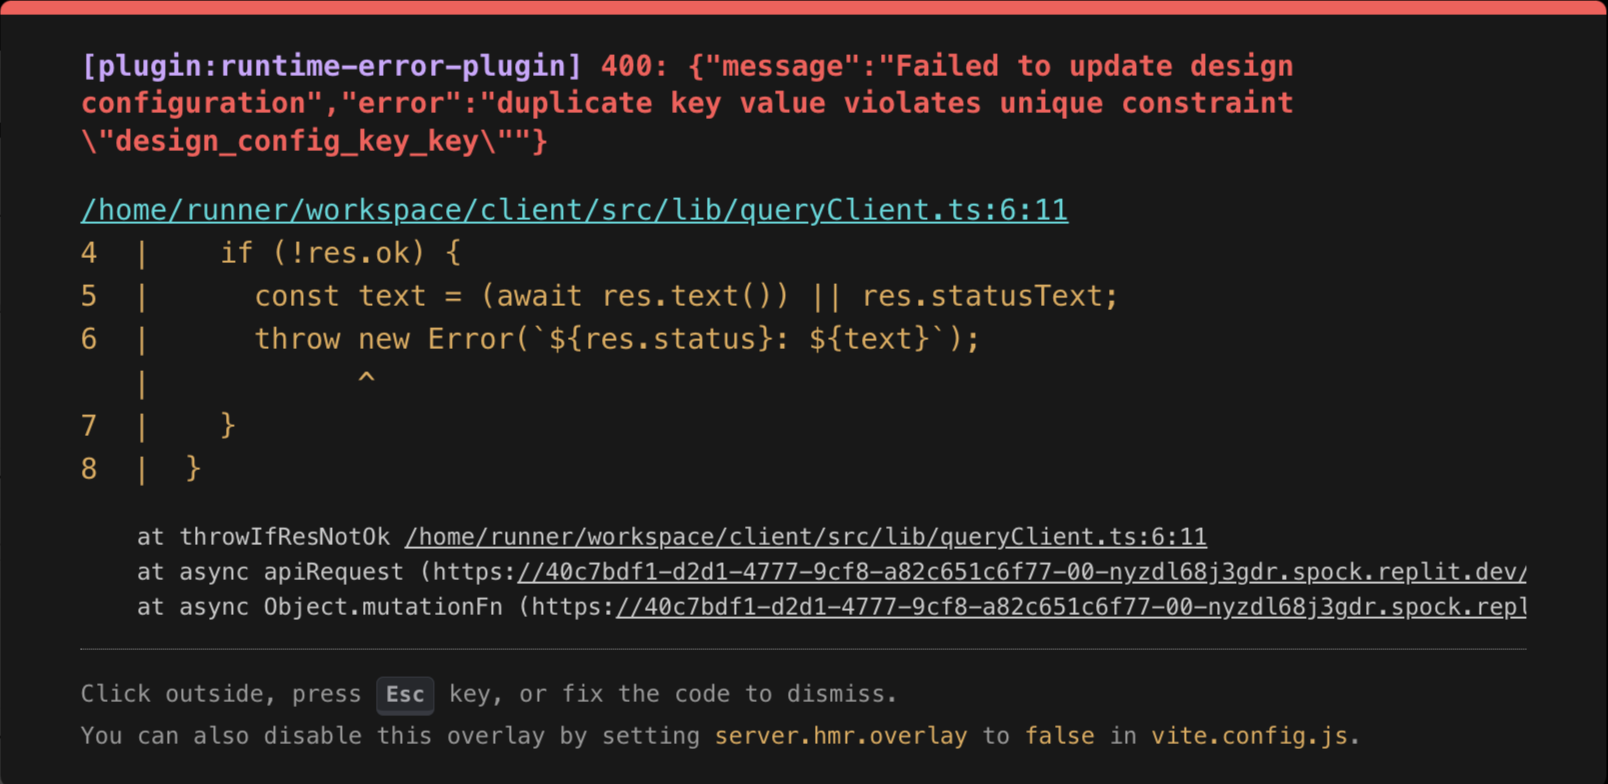 [plugin:runtime-error-plugin] 400: {"message":"Failed to update design
configuration","error":"duplicate key value violates unique constraint
\"design_config_key_key\""}
/home/runner/workspace/client/src/lib/queryClient.ts:6:11
4  |    if (!res.ok) {
5  |      const text = (await res.text()) || res.statusText;
6  |      throw new Error(`${res.status}: ${text}`);
   |            ^
7  |    }
8  |  }
at throwIfResNotOk /home/runner/workspace/client/src/lib/queryClient.ts:6:11
at async apiRequest (https://40c7bdf1-d2d1-4777-9cf8-a82c651c6f77-00-nyzdl68j3gdr.spock.replit.dev/
at async Object.mutationFn (https://40c7bdf1-d2d1-4777-9cf8-a82c651c6f77-00-nyzdl68j3gdr.spock.repl
Click outside, press Esc key, or fix the code to dismiss.
You can also disable this overlay by setting server.hmr.overlay to false in vite.config.js.